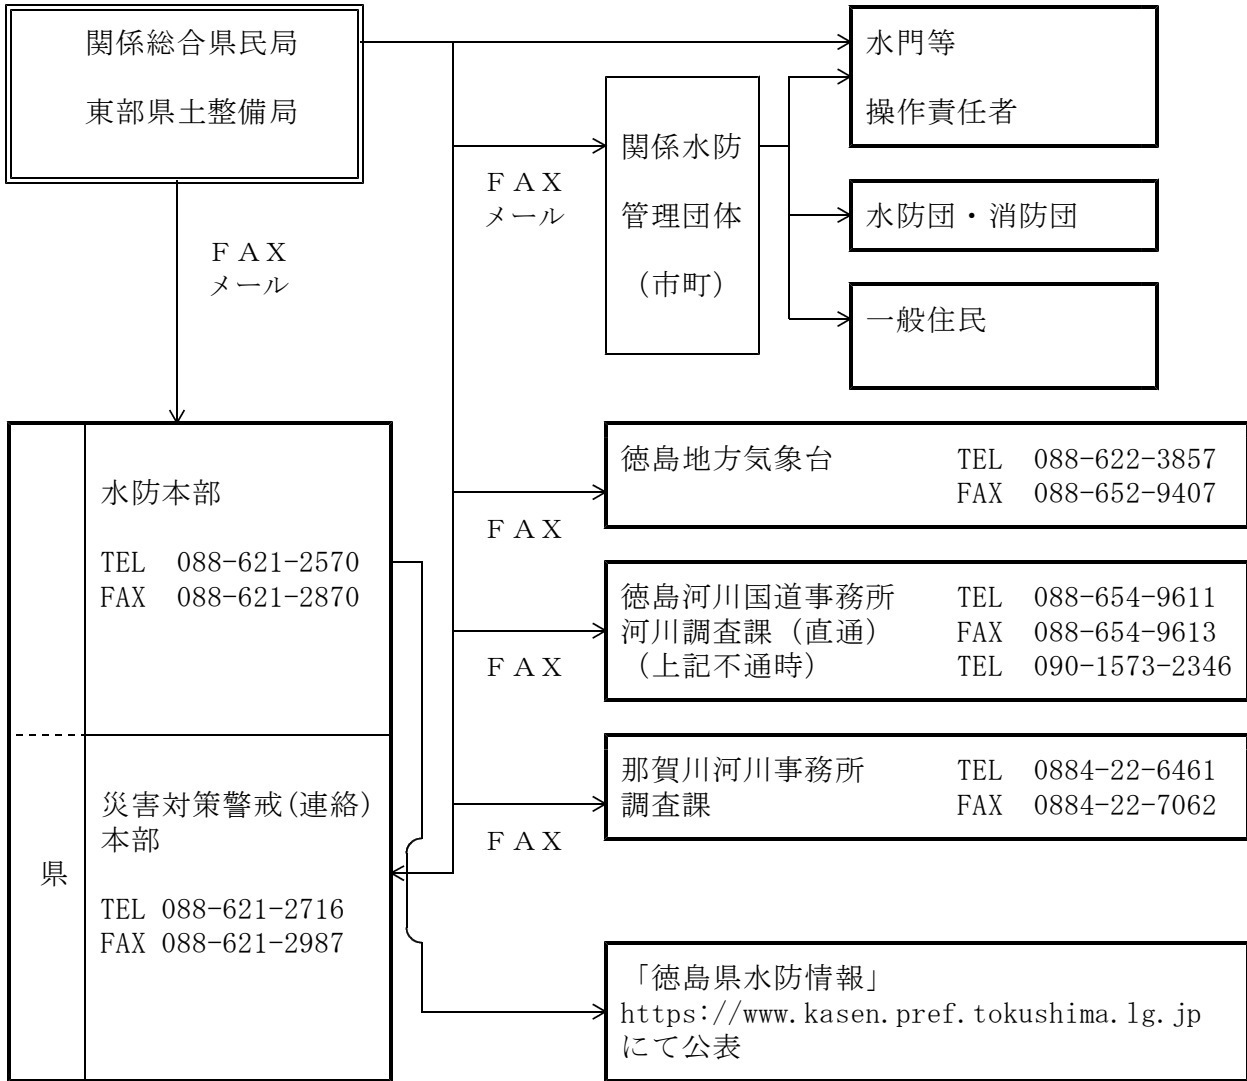 関係総合県民局
東部県土整備局
水門等
操作責任者
関係水防
管理団体
（市町）
ＦＡＸ
メール
水防団・消防団
ＦＡＸ
メール
一般住民
徳島地方気象台 TEL 088-622-3857
FAX 088-652-9407
ＦＡＸ
水防本部
TEL 088-621-2570
FAX 088-621-2870
徳島河川国道事務所 TEL 088-654-9611
河川調査課（直通） FAX 088-654-9613
（上記不通時） TEL 090-1573-2346
ＦＡＸ
那賀川河川事務所 TEL 0884-22-6461
調査課 FAX 0884-22-7062
ＦＡＸ
県
災害対策警戒(連絡)
本部
TEL 088-621-2716
FAX 088-621-2987
「徳島県水防情報」
https://www.kasen.pref.tokushima.lg.jp
にて公表